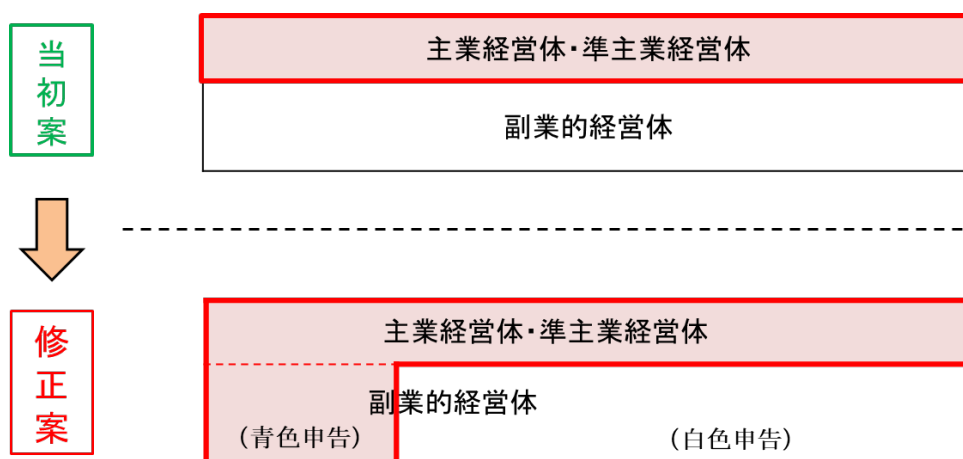 当初案
主業経営体・準主業経営体
副業的経営体
修正案
主業経営体・準主業経営体
副業的経営体
(青色申告)
(白色申告)